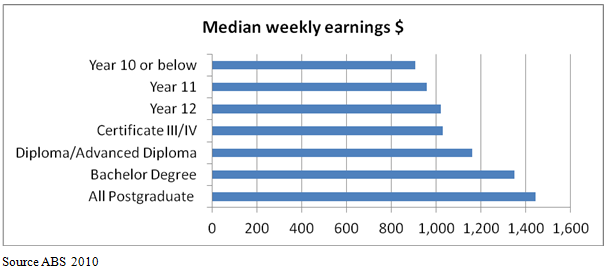 Median weekly earnings $
Year 10 or below
Year 11
Year 12
Certificate III/IV
Diploma/Advanced Diploma
Bachelor Degree
All Postgraduate
0 200 400 600 800 1,000 1,200 1,400 1,600
Source ABS 2010